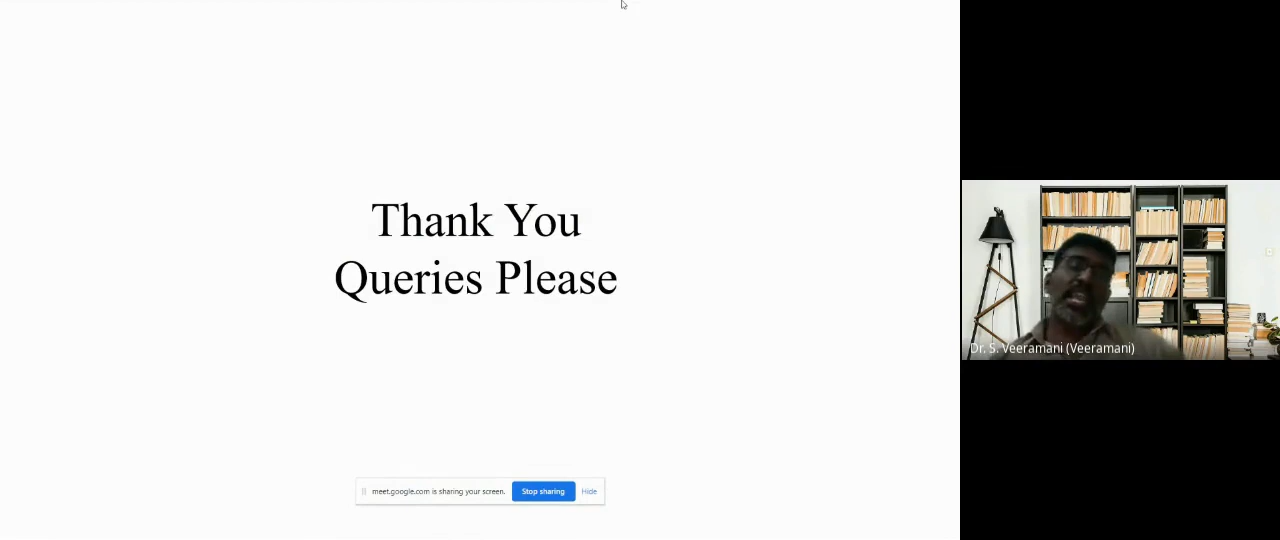 Thank You
Queries Please
meet.google.com is sharing your screen.
Stop sharing
Hide
Dr. S. Veeramani (Veeramani)